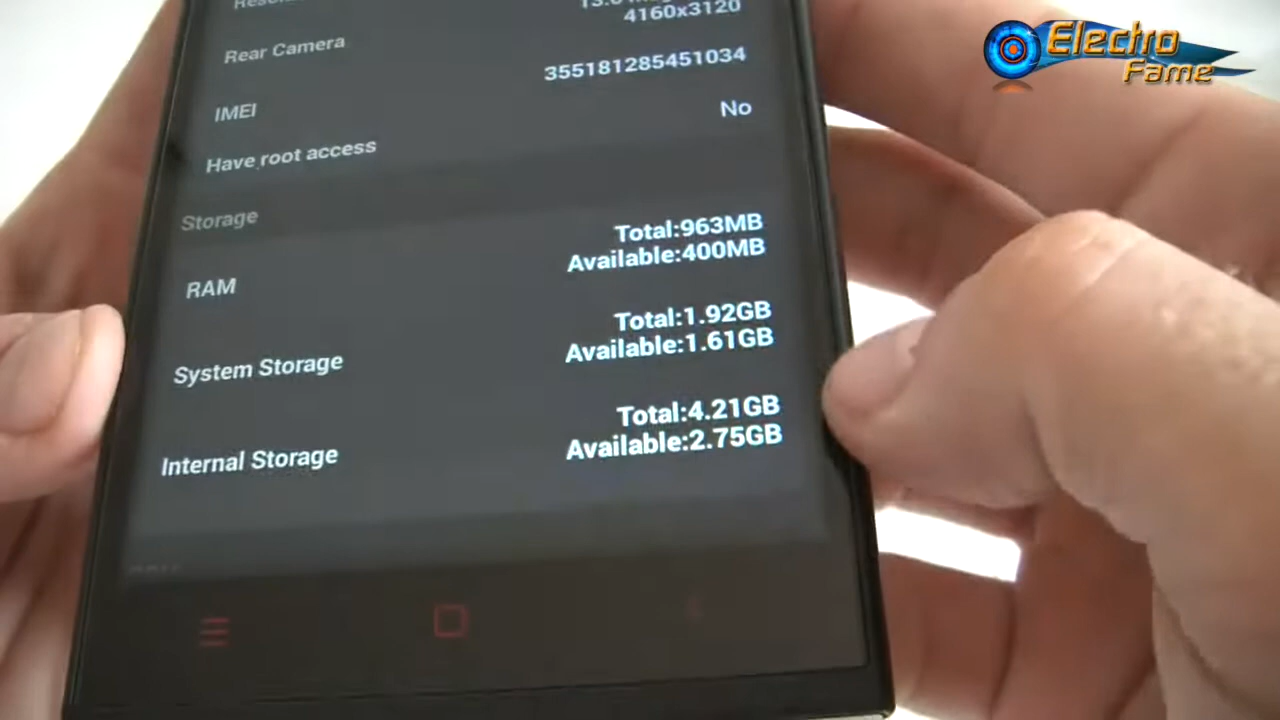 Electro
Fame
4160x3120
Rear Camera
355181285451034
IMEI
No
Have root access
Storage
Total:963MB
Available:400MB
RAM
Total:1.92GB
Available:1.61GB
System Storage
Total:4.21GB
Available:2.75GB
Internal Storage